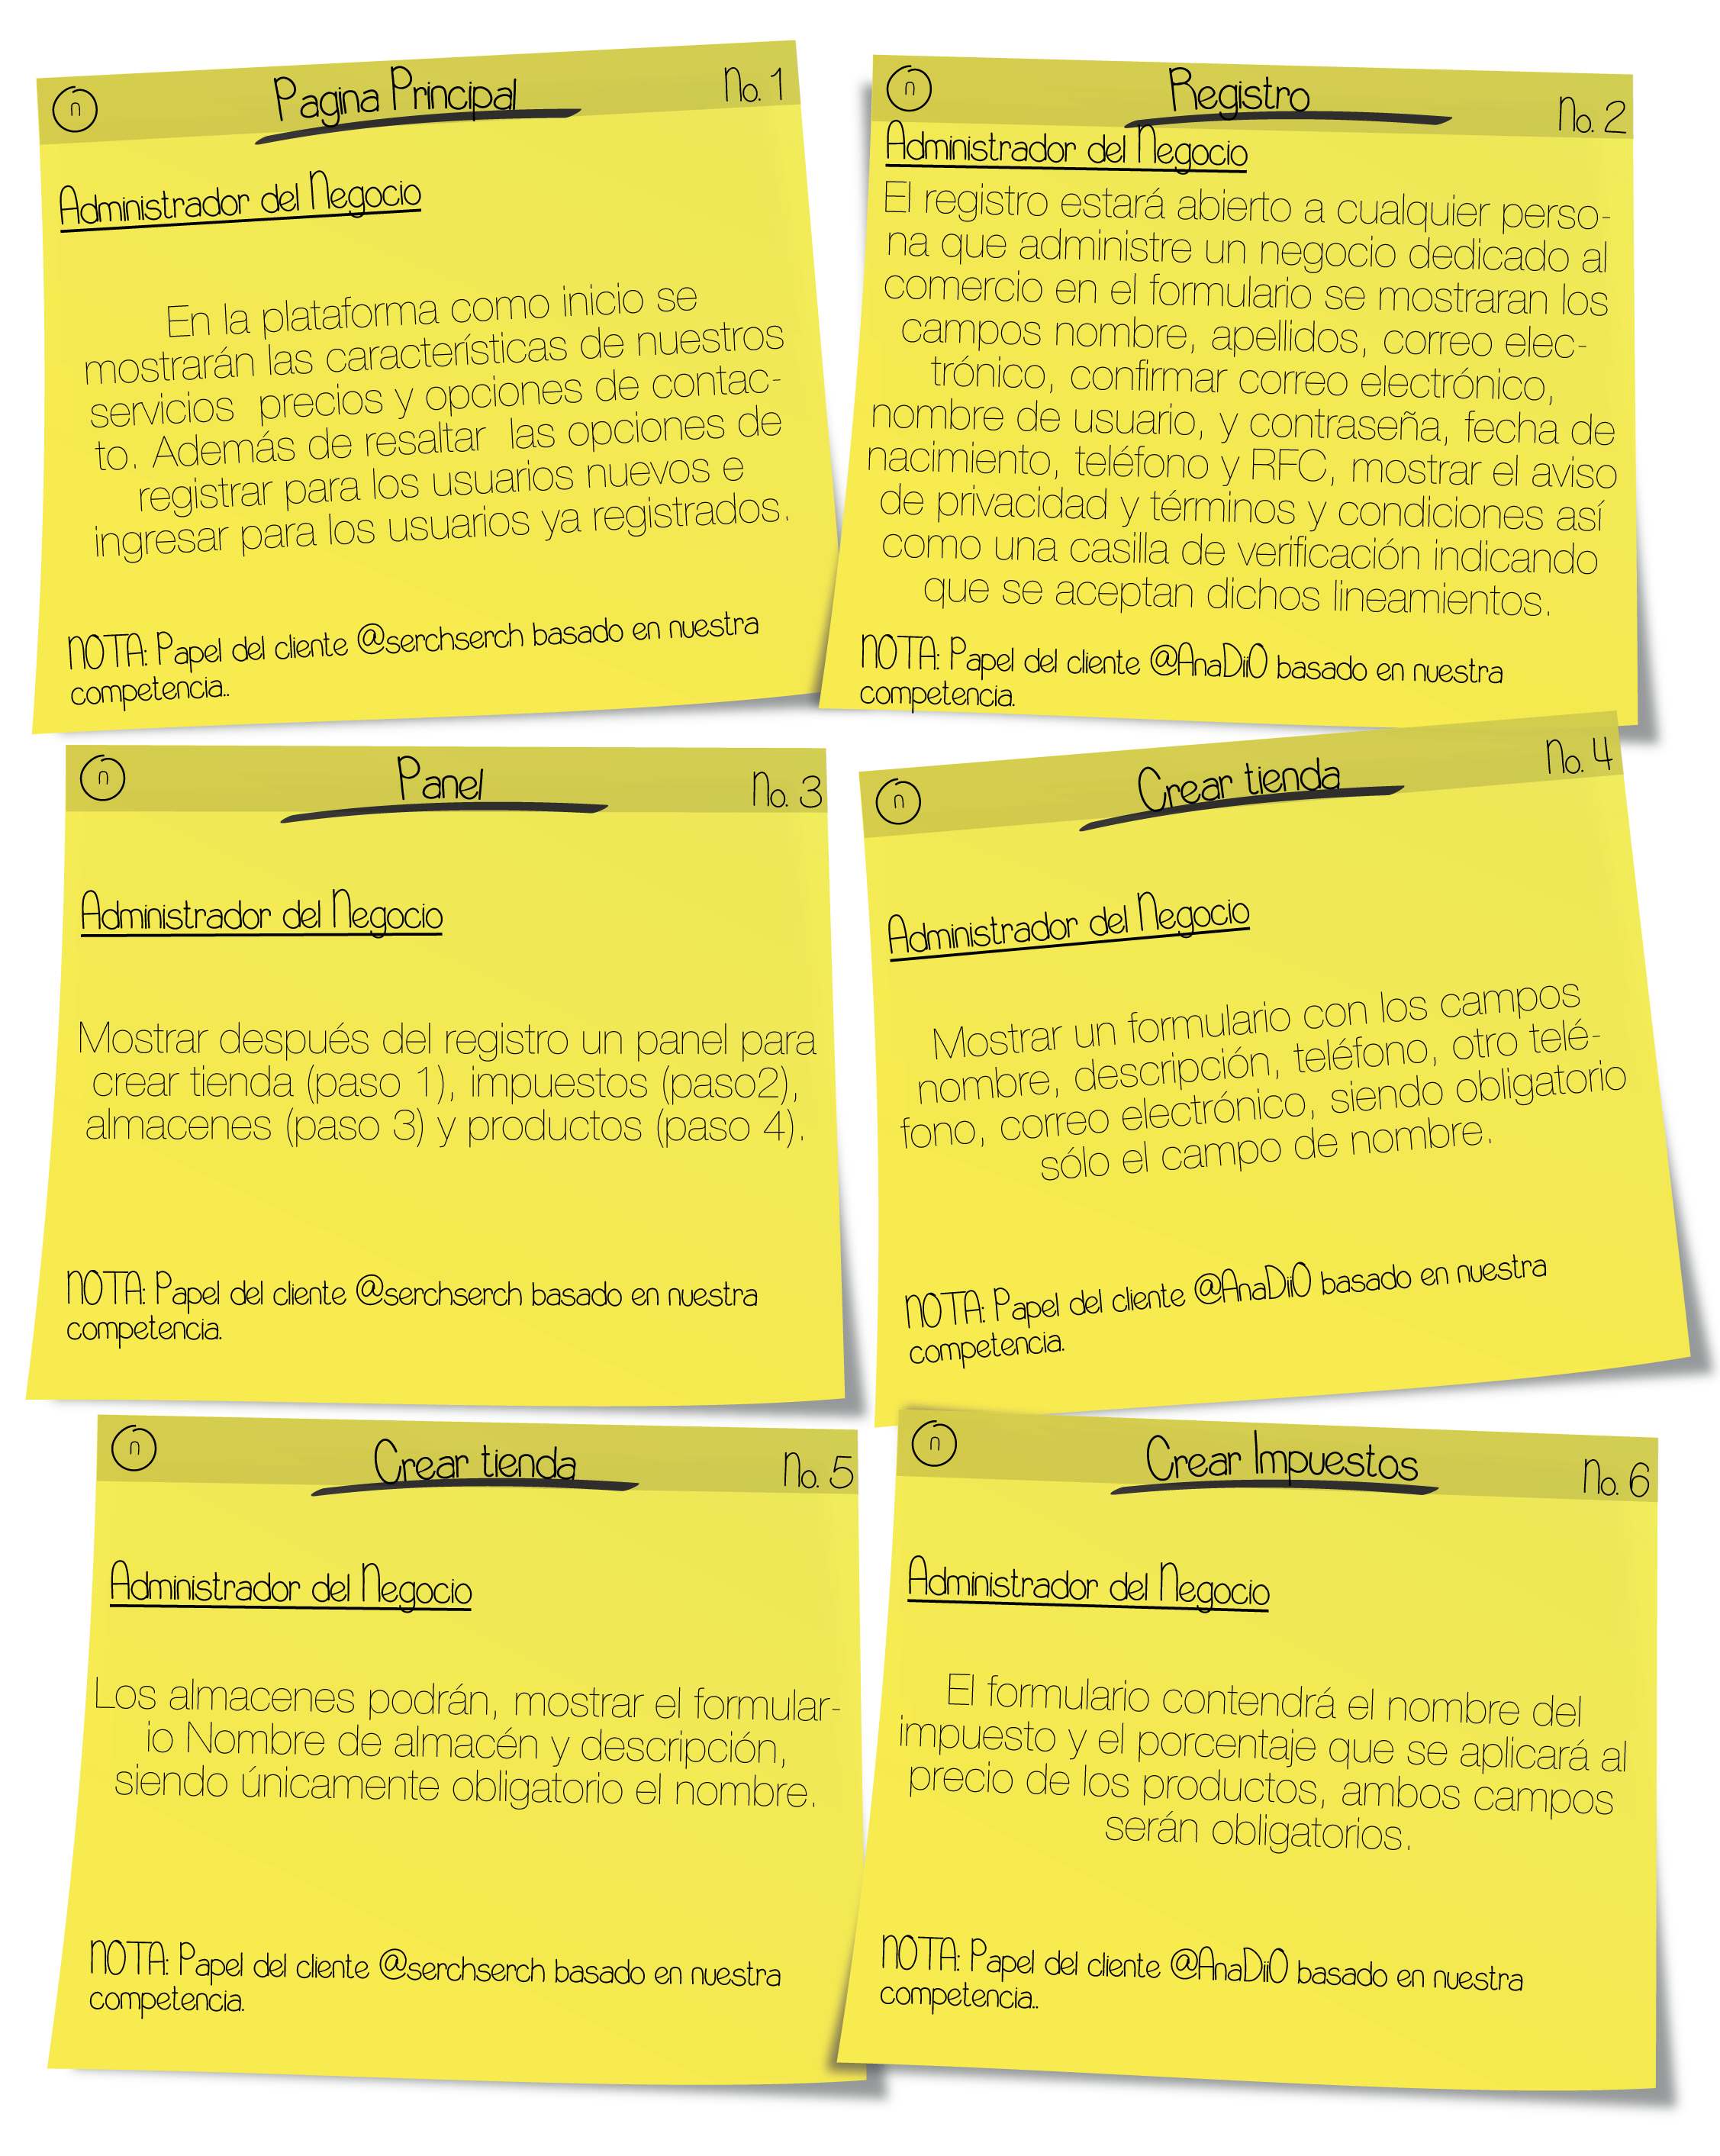 n
Pagina Principal
No. 1
Administrador del Negocio
En la plataforma como inicio se
mostrarán las características de nuestros
servicios precios y opciones de contac-
to. Además de resaltar las opciones de
registrar para los usuarios nuevos e
ingresar para los usuarios ya registrados.
NOTA: Papel del cliente @serchserch basado en nuestra
competencia..
n
Registro
No. 2
Administrador del Negocio
El registro estará abierto a cualquier perso-
na que administre un negocio dedicado al
comercio en el formulario se mostraran los
campos nombre, apellidos, correo elec-
trónico, confirmar correo electrónico,
nombre de usuario, y contraseña, fecha de
nacimiento, teléfono y RFC, mostrar el aviso
de privacidad y términos y condiciones así
como una casilla de verificación indicando
que se aceptan dichos lineamientos.
NOTA: Papel del cliente @AnaDiiO basado en nuestra
competencia.
n
Panel
No. 3
Administrador del Negocio
Mostrar después del registro un panel para
crear tienda (paso 1), impuestos (paso2),
almacenes (paso 3) y productos (paso 4).
NOTA: Papel del cliente @serchserch basado en nuestra
competencia.
n
Crear tienda
No. 4
Administrador del Negocio
Mostrar un formulario con los campos
nombre, descripción, teléfono, otro telé-
fono, correo electrónico, siendo obligatorio
sólo el campo de nombre.
NOTA: Papel del cliente @AnaDiiO basado en nuestra
competencia.
n
Crear tienda
No. 5
Administrador del Negocio
Los almacenes podrán, mostrar el formular-
io Nombre de almacén y descripción,
siendo únicamente obligatorio el nombre.
NOTA: Papel del cliente @serchserch basado en nuestra
competencia.
n
Crear Impuestos
No. 6
Administrador del Negocio
El formulario contendrá el nombre del
impuesto y el porcentaje que se aplicará al
precio de los productos, ambos campos
serán obligatorios.
NOTA: Papel del cliente @AnaDiiO basado en nuestra
competencia..